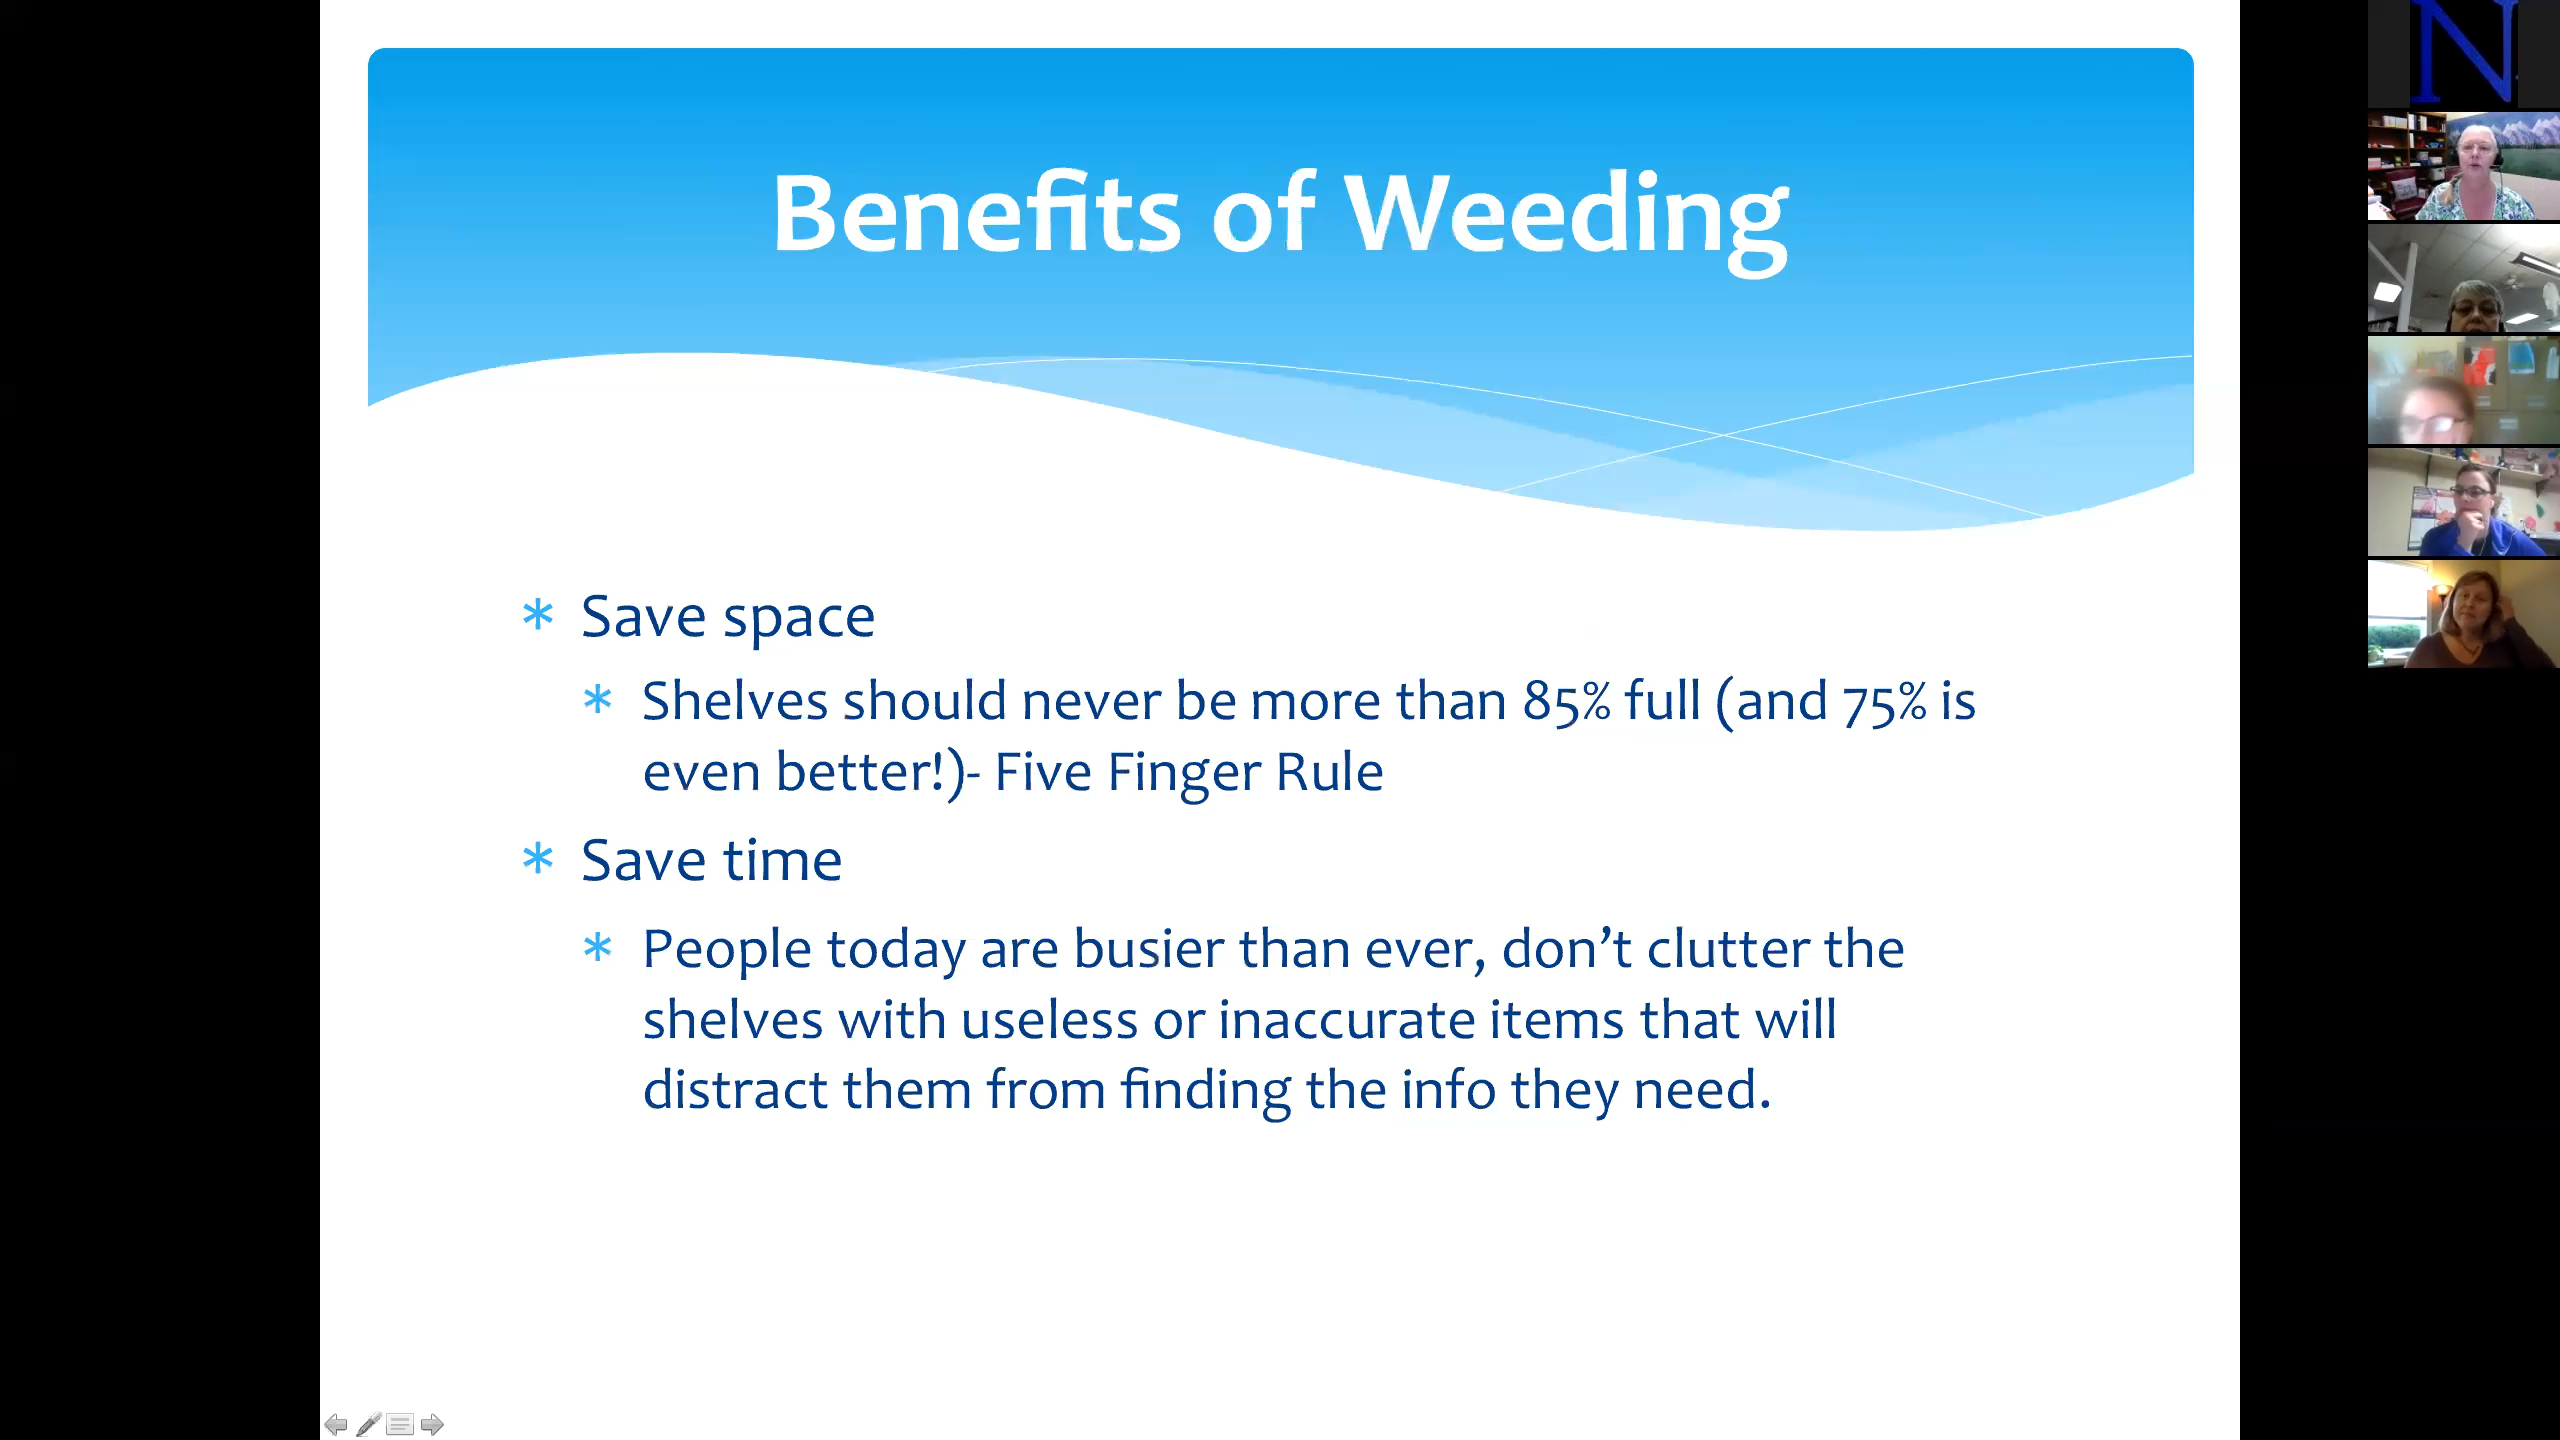 N
Benefits of Weeding
* Save space
* Shelves should never be more than 85% full (and 75% is
even better!)- Five Finger Rule
* Save time
* People today are busier than ever, don’t clutter the
shelves with useless or inaccurate items that will
distract them from finding the info they need.